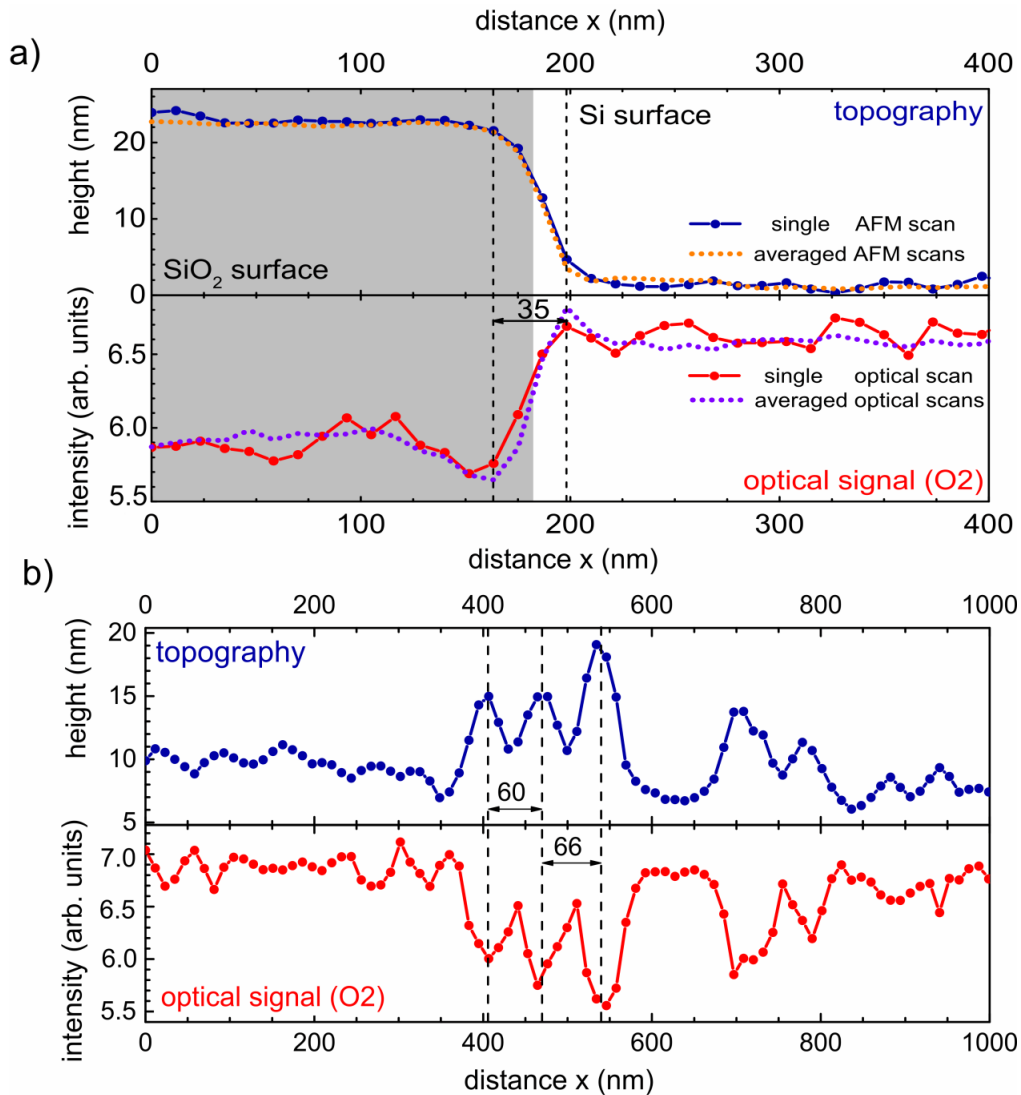 distance x (nm)
a)
0 100 200 300 400
Si surface topography
height (nm)
20
10
0
single AFM scan
averaged AFM scans
SiO2 surface
35
intensity (arb. units)
6.5
6.0
5.5
single optical scan
averaged optical scans
optical signal (O2)
0 100 200 300 400
distance x (nm)
b)
0 200 400 600 800 1000
height (nm)
20
15
10
5
topography
60
66
intensity (arb. units)
7.0
6.5
6.0
5.5
optical signal (O2)
0 200 400 600 800 1000
distance x (nm)